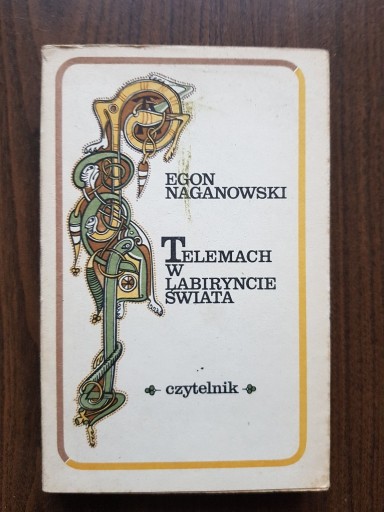 EGON
NAGANOWSKI
TELEMACH
W
LABIRYNCIE
ŚWIATA
czytelnik